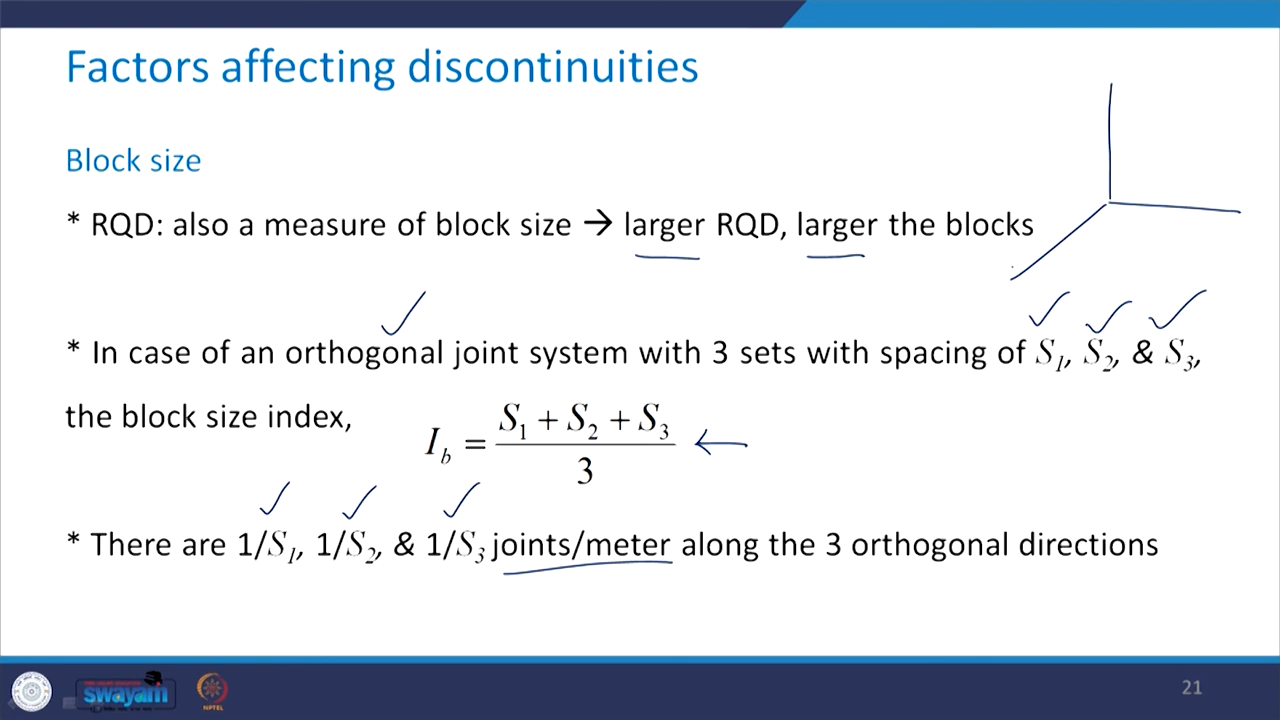 Factors affecting discontinuities
Block size
* RQD: also a measure of block size → larger RQD, larger the blocks
* In case of an orthogonal joint system with 3 sets with spacing of S₁, S₂, & S₃,
the block size index, I_b = (S₁ + S₂ + S₃) / 3
* There are 1/S₁, 1/S₂, & 1/S₃ joints/meter along the 3 orthogonal directions
swayam
NPTEL
21